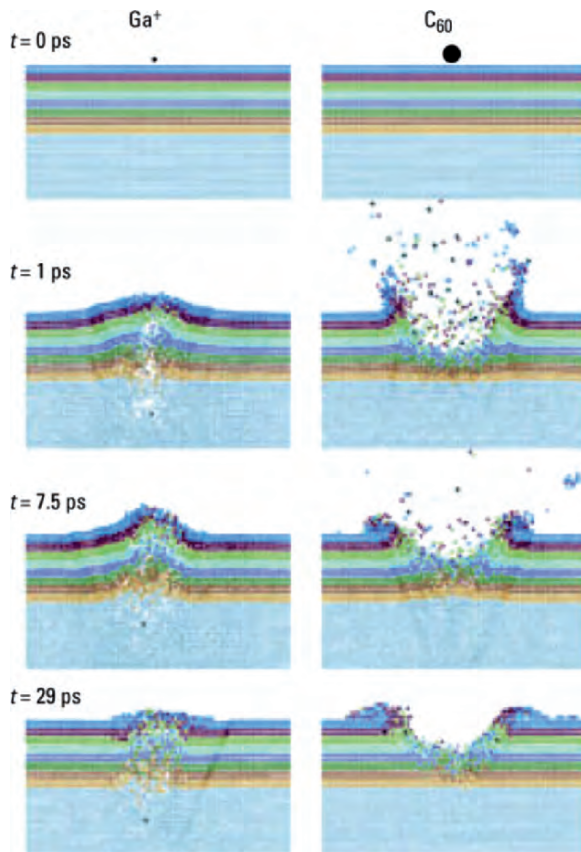 Ga⁺ C₆₀
t = 0 ps
t = 1 ps
t = 7.5 ps
t = 29 ps